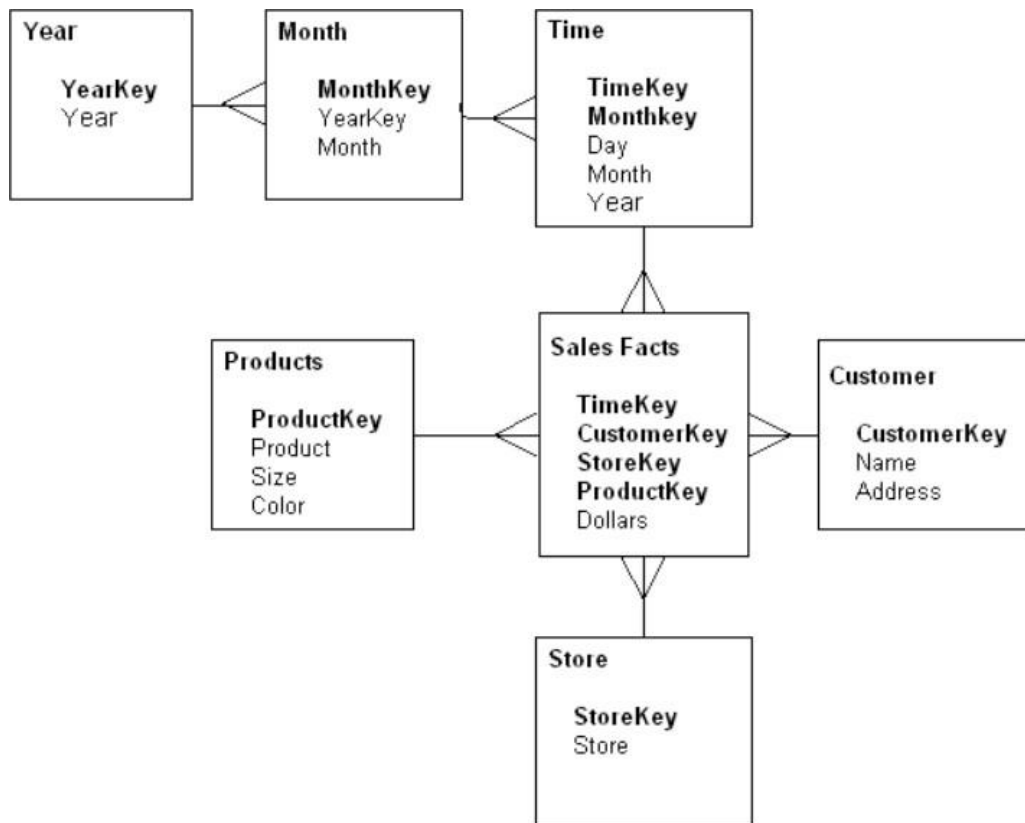 Year
YearKey
Year
Month
MonthKey
YearKey
Month
Time
TimeKey
Monthkey
Day
Month
Year
Products
ProductKey
Product
Size
Color
Sales Facts
TimeKey
CustomerKey
StoreKey
ProductKey
Dollars
Customer
CustomerKey
Name
Address
Store
StoreKey
Store